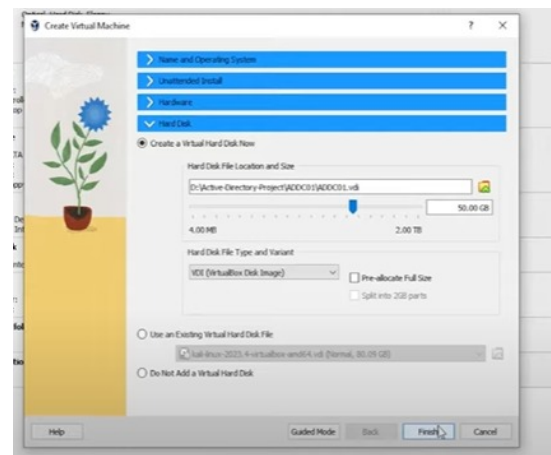 Create Virtual Machine
? ×
Name and Operating System
Unattended Install
Hardware
Hard Disk
Create a Virtual Hard Disk Now
Hard Disk File Location and Size
D:\Active-Directory-Project\ADDC01\ADDC01.vdi
50.00 GB
4.00 MB 2.00 TB
Hard Disk File Type and Variant
VDI (VirtualBox Disk Image)
Pre-allocate Full Size
Split into 2GB parts
Use an Existing Virtual Hard Disk File
kali-linux-2023.4-virtualbox-amd64.vdi (Normal, 80.09 GB)
Do Not Add a Virtual Hard Disk
Help Guided Mode Back Finish Cancel